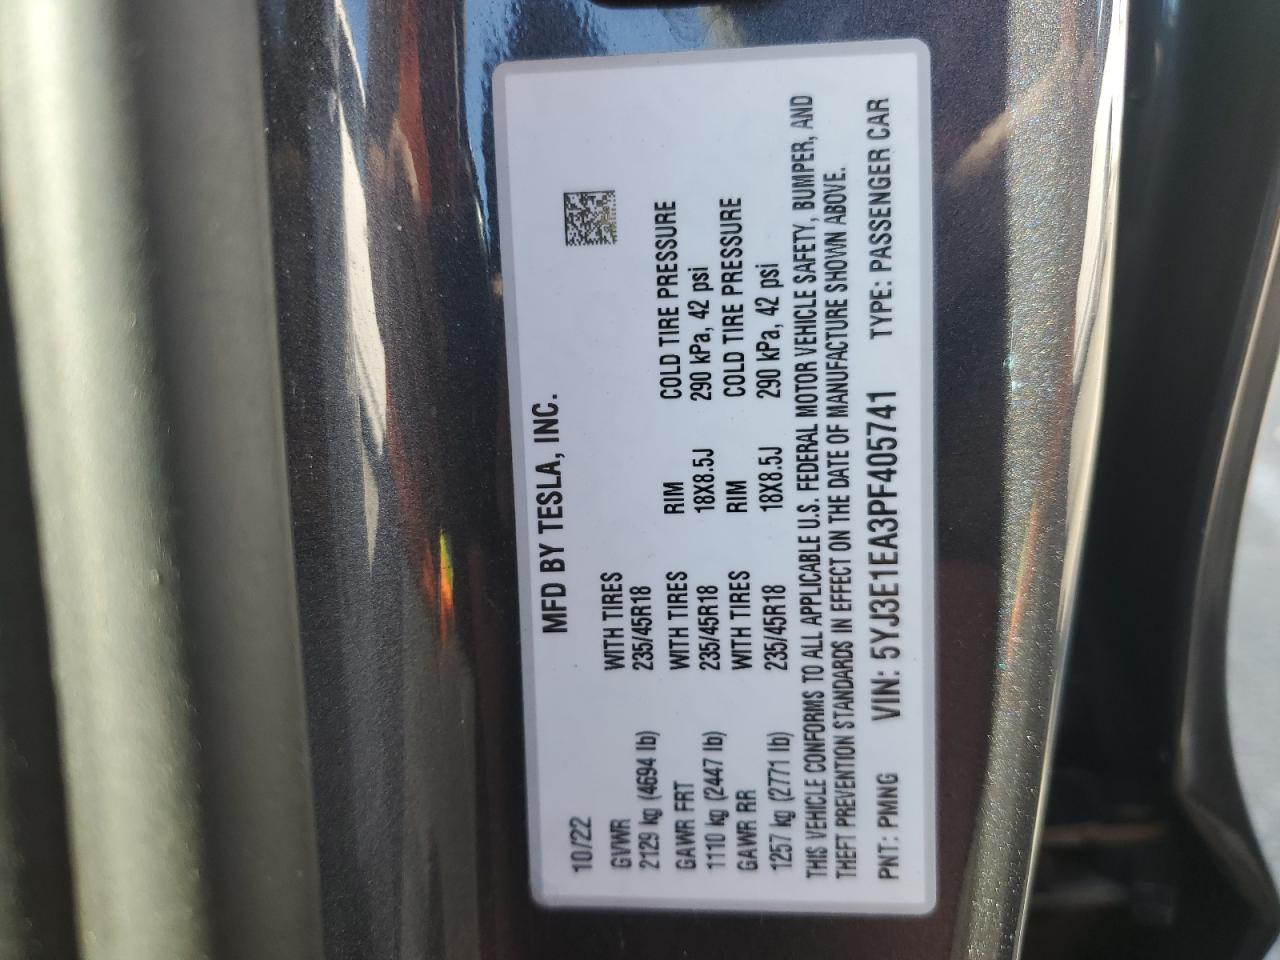 MFD BY TESLA, INC.
10/22
GVWR WITH TIRES
2129 kg (4694 lb) 235/45R18
GAWR FRT WITH TIRES RIM COLD TIRE PRESSURE
1110 kg (2447 lb) 235/45R18 18X8.5J 290 kPa, 42 psi
GAWR RR WITH TIRES RIM COLD TIRE PRESSURE
1257 kg (2771 lb) 235/45R18 18X8.5J 290 kPa, 42 psi
THIS VEHICLE CONFORMS TO ALL APPLICABLE U.S. FEDERAL MOTOR VEHICLE SAFETY, BUMPER, AND
THEFT PREVENTION STANDARDS IN EFFECT ON THE DATE OF MANUFACTURE SHOWN ABOVE.
PNT: PMNG VIN: 5YJ3E1EA3PF405741 TYPE: PASSENGER CAR